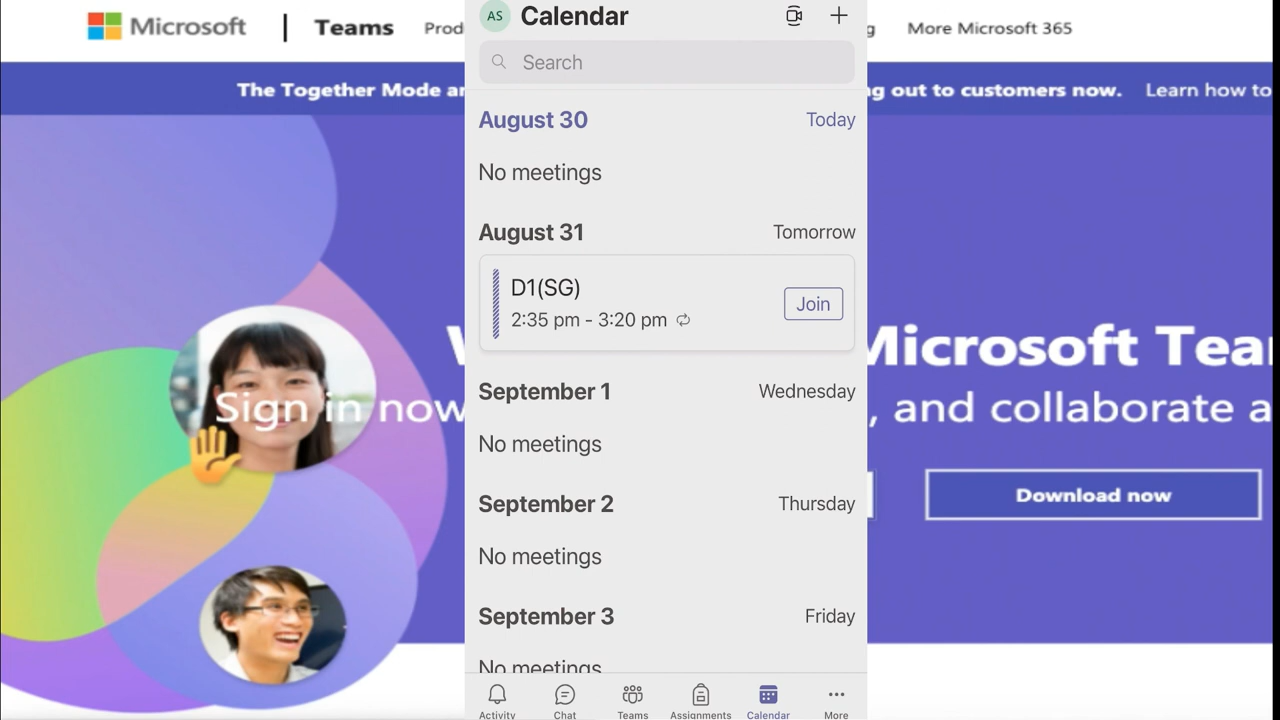 Microsoft | Teams Prod
g More Microsoft 365
The Together Mode a
g out to customers now. Learn how to
AS Calendar
Search
August 30 Today
No meetings
August 31 Tomorrow
D1(SG)
2:35 pm - 3:20 pm
Join
September 1 Wednesday
No meetings
September 2 Thursday
No meetings
September 3 Friday
No meetings
Activity Chat Teams Assignments Calendar More
W Microsoft Tea
Sign in now , and collaborate a
Download now